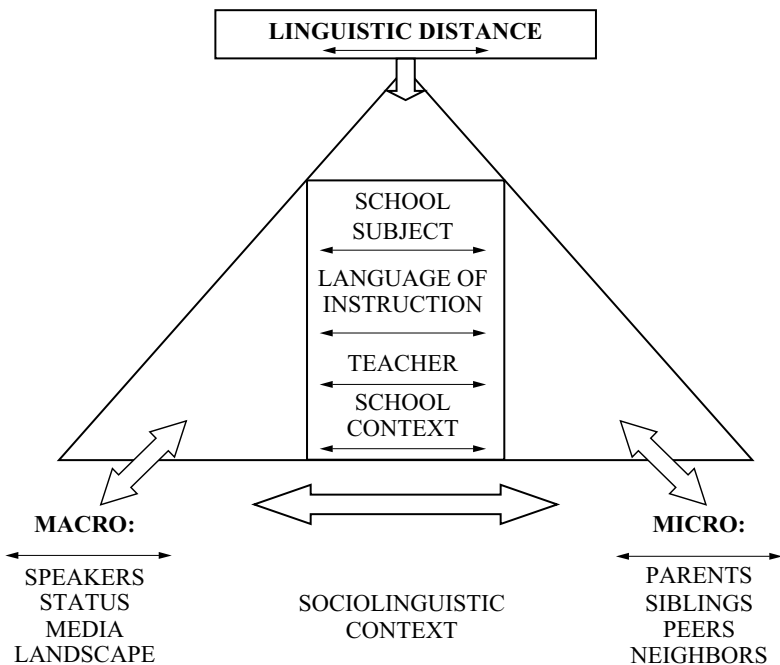 LINGUISTIC DISTANCE
SCHOOL
SUBJECT
LANGUAGE OF
INSTRUCTION
TEACHER
SCHOOL
CONTEXT
MACRO:
SPEAKERS
STATUS
MEDIA
LANDSCAPE
SOCIOLINGUISTIC
CONTEXT
MICRO:
PARENTS
SIBLINGS
PEERS
NEIGHBORS